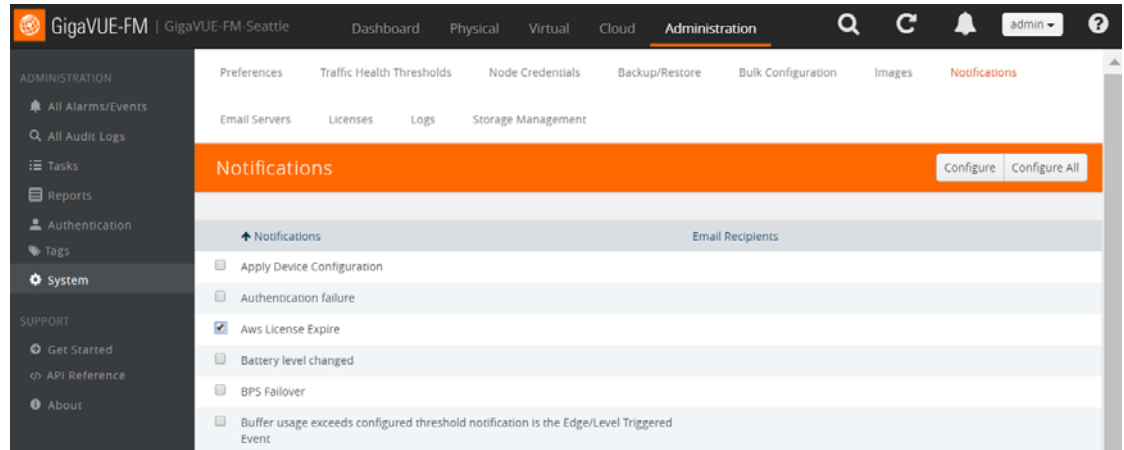 GigaVUE-FM | GigaVUE-FM-Seattle Dashboard Physical Virtual Cloud Administration admin
ADMINISTRATION
All Alarms/Events
All Audit Logs
Tasks
Reports
Authentication
Tags
System
SUPPORT
Get Started
API Reference
About
Preferences Traffic Health Thresholds Node Credentials Backup/Restore Bulk Configuration Images Notifications
Email Servers Licenses Logs Storage Management
Notifications Configure Configure All
Notifications Email Recipients
Apply Device Configuration
Authentication failure
Aws License Expire
Battery level changed
BPS Failover
Buffer usage exceeds configured threshold notification is the Edge/Level Triggered
Event